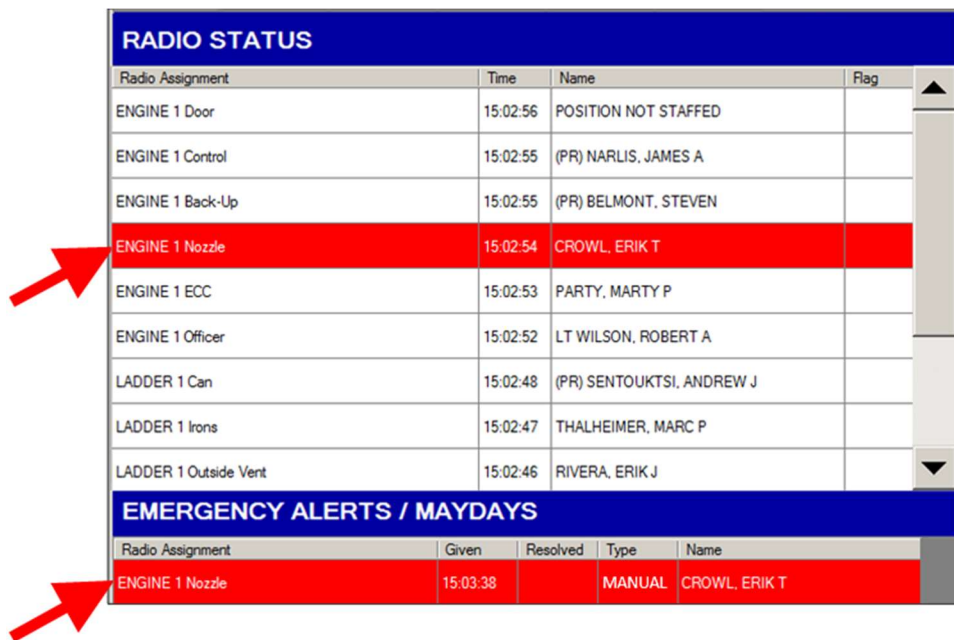 RADIO STATUS
Radio Assignment Time Name Flag
ENGINE 1 Door 15:02:56 POSITION NOT STAFFED
ENGINE 1 Control 15:02:55 (PR) NARLIS, JAMES A
ENGINE 1 Back-Up 15:02:55 (PR) BELMONT, STEVEN
ENGINE 1 Nozzle 15:02:54 CROWL, ERIK T
ENGINE 1 ECC 15:02:53 PARTY, MARTY P
ENGINE 1 Officer 15:02:52 LT WILSON, ROBERT A
LADDER 1 Can 15:02:48 (PR) SENTOUKTSI, ANDREW J
LADDER 1 Irons 15:02:47 THALHEIMER, MARC P
LADDER 1 Outside Vent 15:02:46 RIVERA, ERIK J
EMERGENCY ALERTS / MAYDAYS
Radio Assignment Given Resolved Type Name
ENGINE 1 Nozzle 15:03:38 MANUAL CROWL, ERIK T